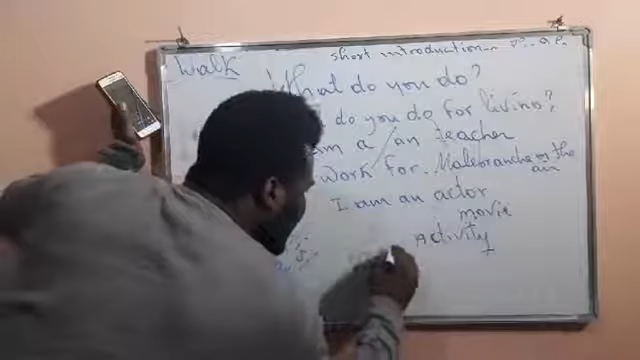 Walk
short introduction
What do you do?
do you do for living?
am a / an teacher
work for. Malebranche on the
an
I am an actor
movie
Activity